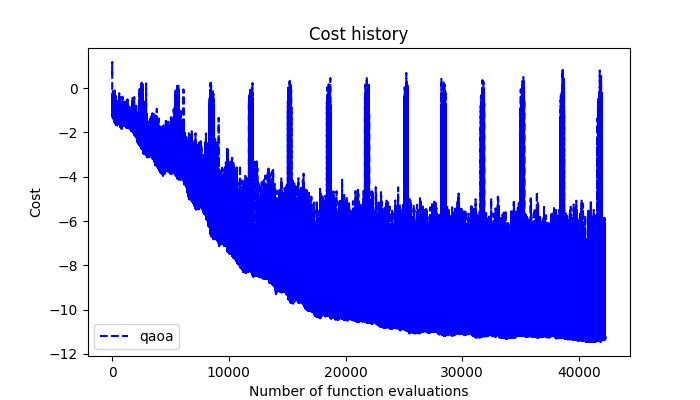 Cost history
Cost
0
−2
−4
−6
−8
−10
−12
qaoa
0 10000 20000 30000 40000
Number of function evaluations